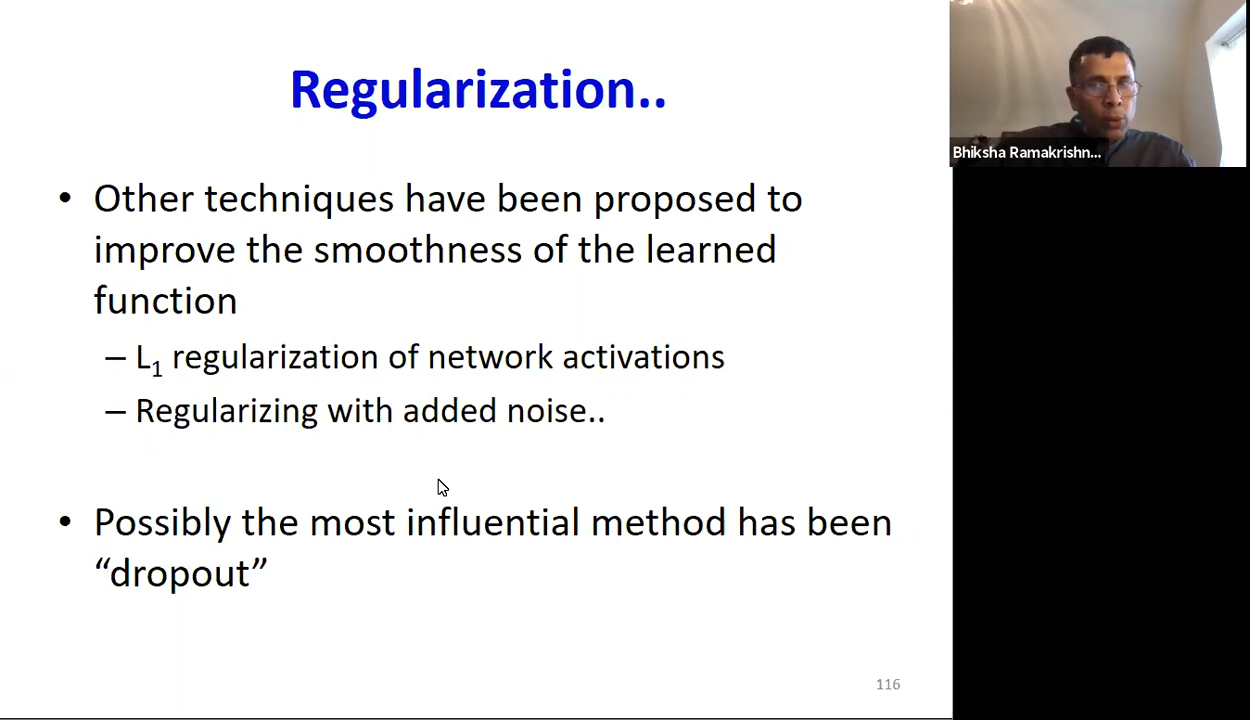 Regularization..
Bhiksha Ramakrishn...
• Other techniques have been proposed to
improve the smoothness of the learned
function
– L₁ regularization of network activations
– Regularizing with added noise..
• Possibly the most influential method has been
“dropout”
116